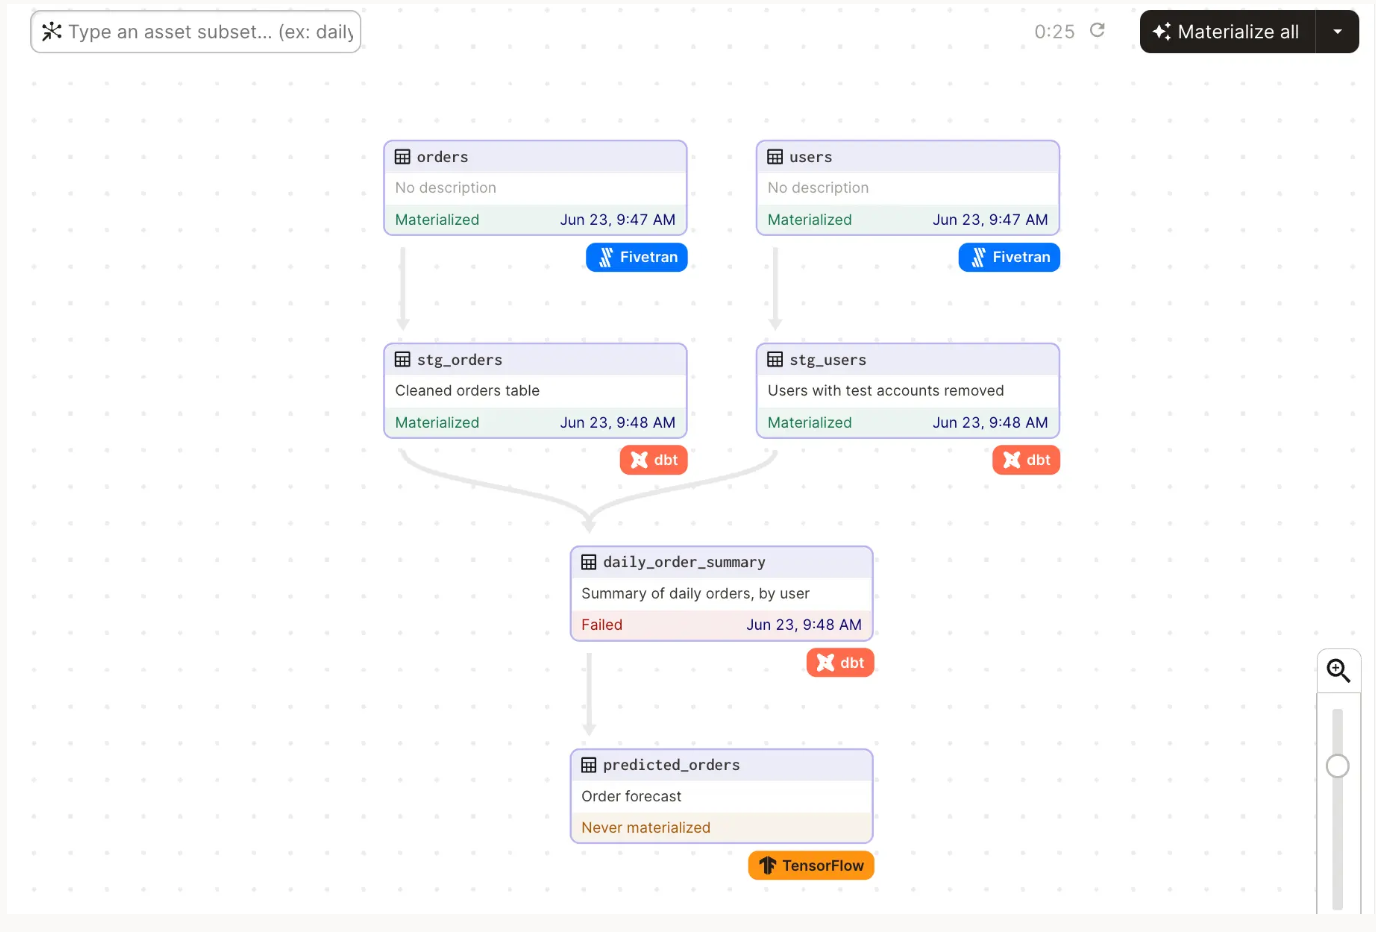 Type an asset subset... (ex: daily
0:25
Materialize all
orders
No description
Materialized Jun 23, 9:47 AM
Fivetran
users
No description
Materialized Jun 23, 9:47 AM
Fivetran
stg_orders
Cleaned orders table
Materialized Jun 23, 9:48 AM
dbt
stg_users
Users with test accounts removed
Materialized Jun 23, 9:48 AM
dbt
daily_order_summary
Summary of daily orders, by user
Failed Jun 23, 9:48 AM
dbt
predicted_orders
Order forecast
Never materialized
TensorFlow